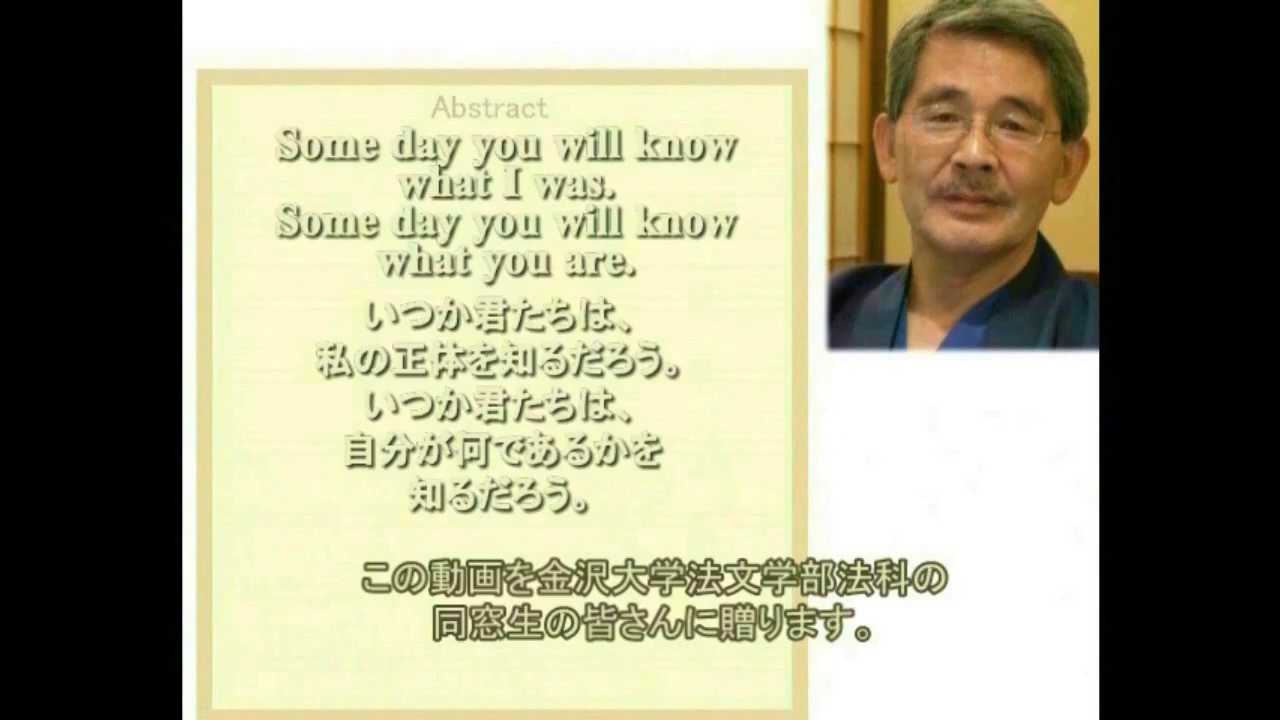 Abstract
Some day you will know
what I was.
Some day you will know
what you are.
いつか君たちは、
私の正体を知るだろう。
いつか君たちは、
自分が何であるかを
知るだろう。
この動画を金沢大学法文学部法科の
同窓生の皆さんに贈ります。